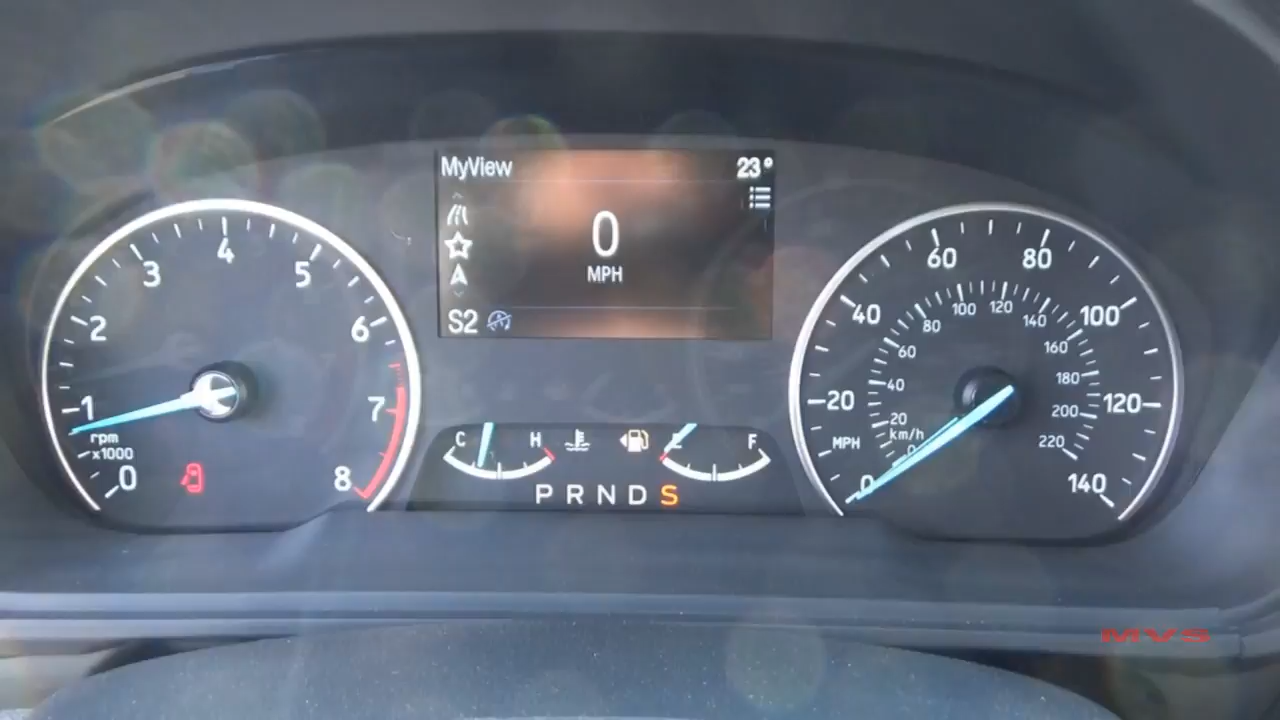 MyView 23°
0
MPH
S2
0 1 2 3 4 5 6 7 8
rpm
x1000
C H
E F
P R N D S
0 20 40 60 80 100 120 140
MPH
0 20 40 60 80 100 120 140 160 180 200 220
km/h
MVS